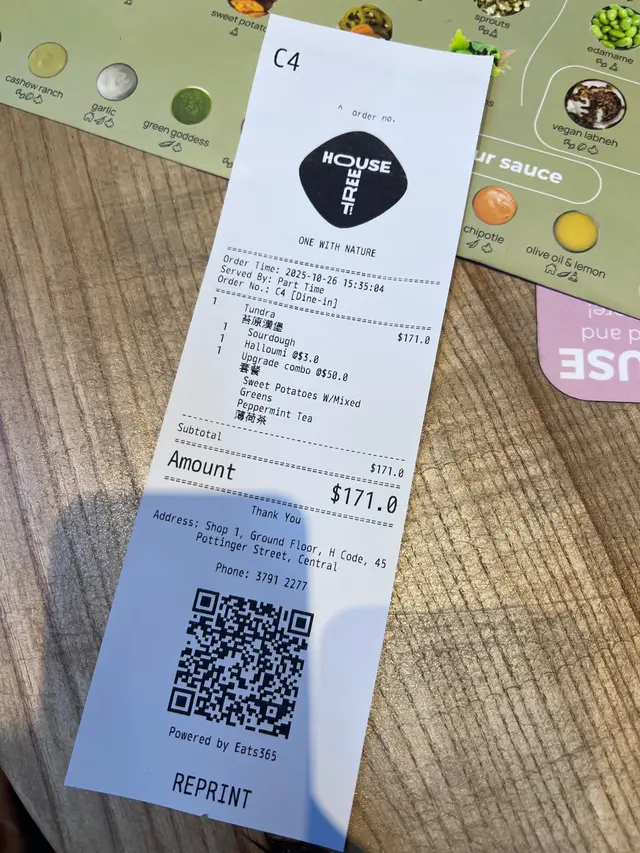 sweet potato
sprouts
edamame
cashew ranch
garlic
green goddess
vegan labneh
ur sauce
chipotle
olive oil & lemon
USE
d and
C4
^ order no.
HOUSE
TREE
ONE WITH NATURE
Order Time: 2025-10-26 15:35:04
Served By: Part Time
Order No.: C4 [Dine-in]
1 Tundra $171.0
苔原漢堡
1 Sourdough
1 Halloumi @$3.0
1 Upgrade combo @$50.0
套餐
Sweet Potatoes W/Mixed
Greens
Peppermint Tea
薄荷茶
Subtotal $171.0
Amount $171.0
Thank You
Address: Shop 1, Ground Floor, H Code, 45
Pottinger Street, Central
Phone: 3791 2277
Powered by Eats365
REPRINT